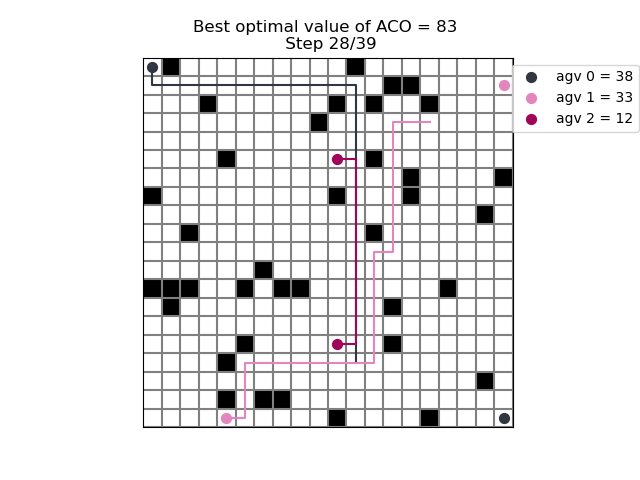 Best optimal value of ACO = 83
Step 28/39
agv 0 = 38
agv 1 = 33
agv 2 = 12